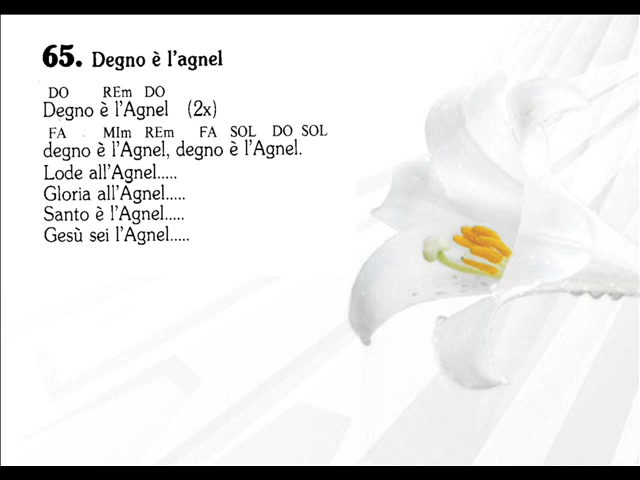 65. Degno è l'agnel
DO REm DO
Degno è l'Agnel (2x)
FA MIm REm FA SOL DO SOL
degno è l'Agnel, degno è l'Agnel.
Lode all'Agnel.....
Gloria all'Agnel.....
Santo è l'Agnel.....
Gesù sei l'Agnel.....